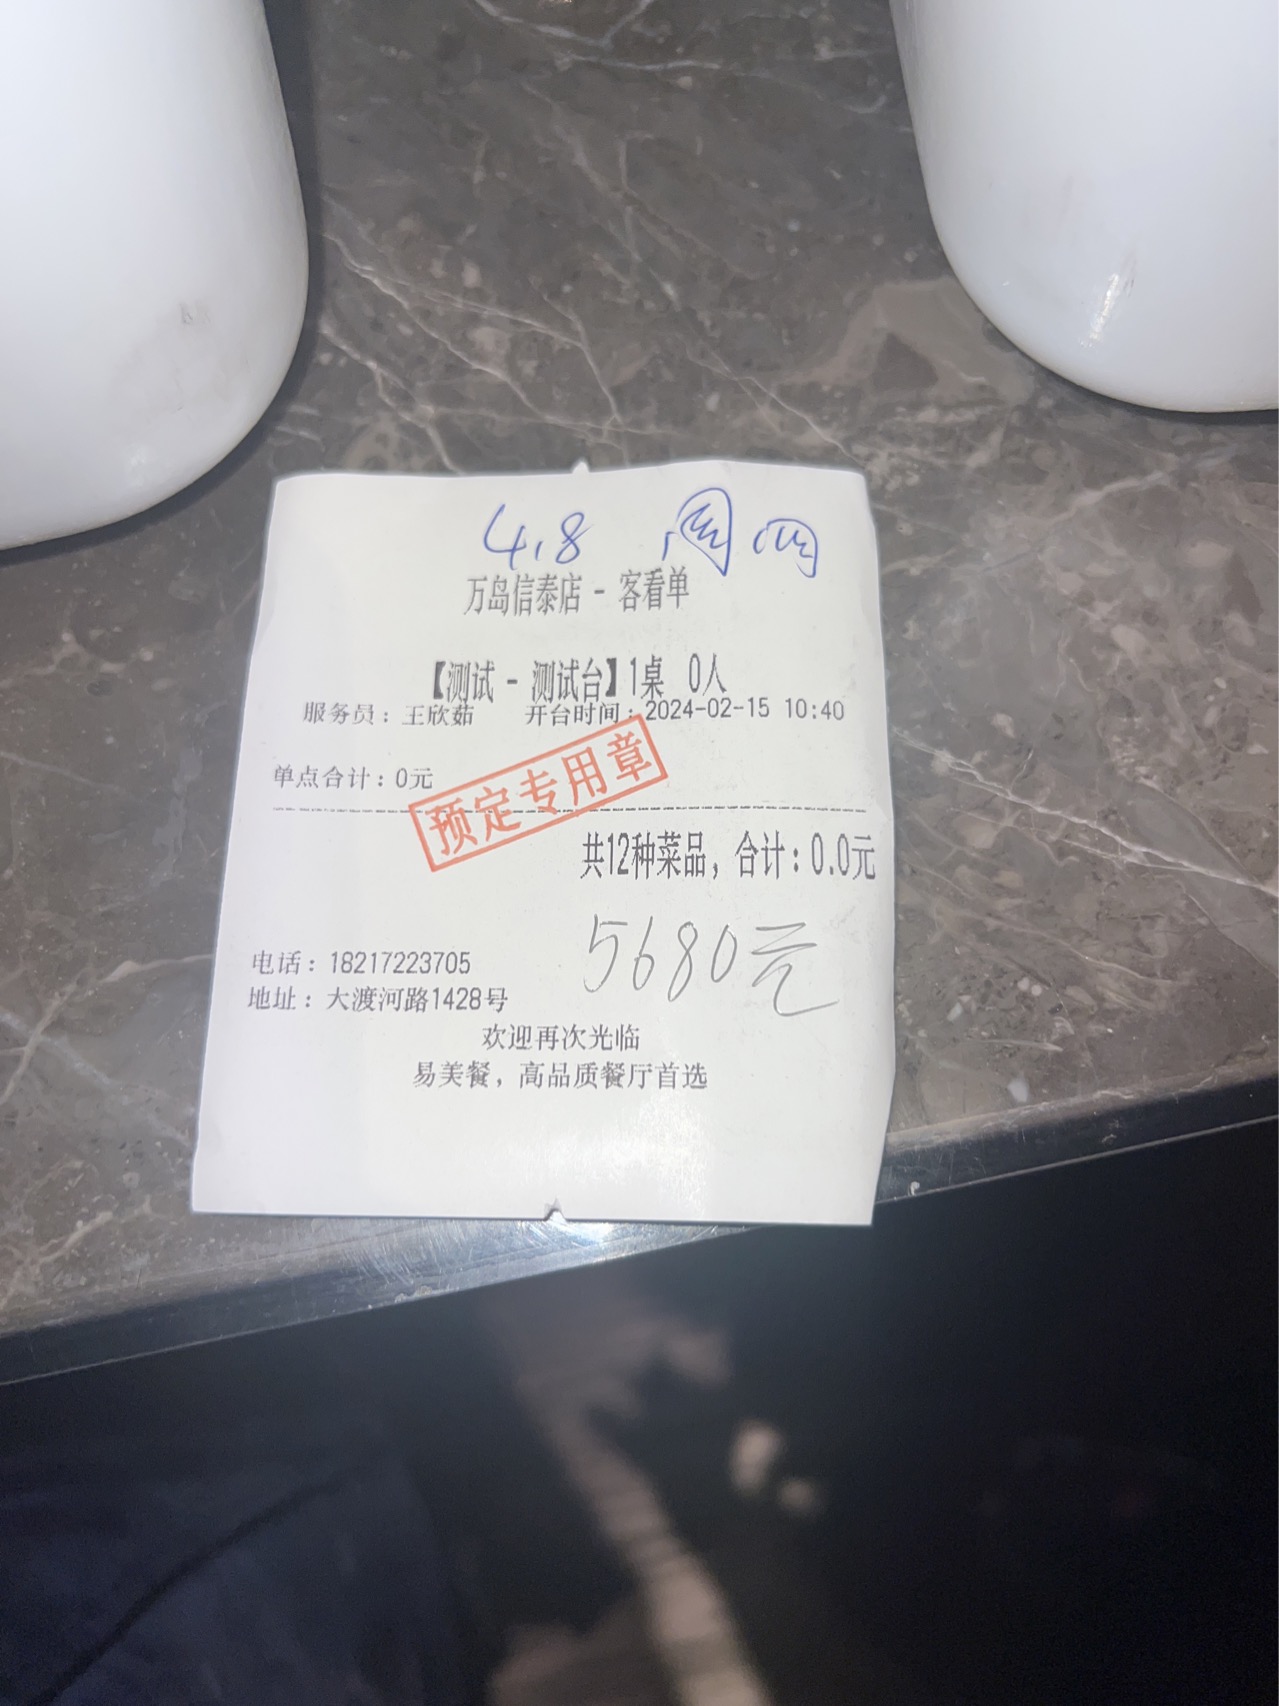 4.8
万岛信泰店 - 客看单
【测试 - 测试台】1桌 0人
服务员：王欣茹 开台时间：2024-02-15 10:40
单点合计：0元
预定专用章
共12种菜品，合计：0.0元
5680元
电话：18217223705
地址：大渡河路1428号
欢迎再次光临
易美餐，高品质餐厅首选